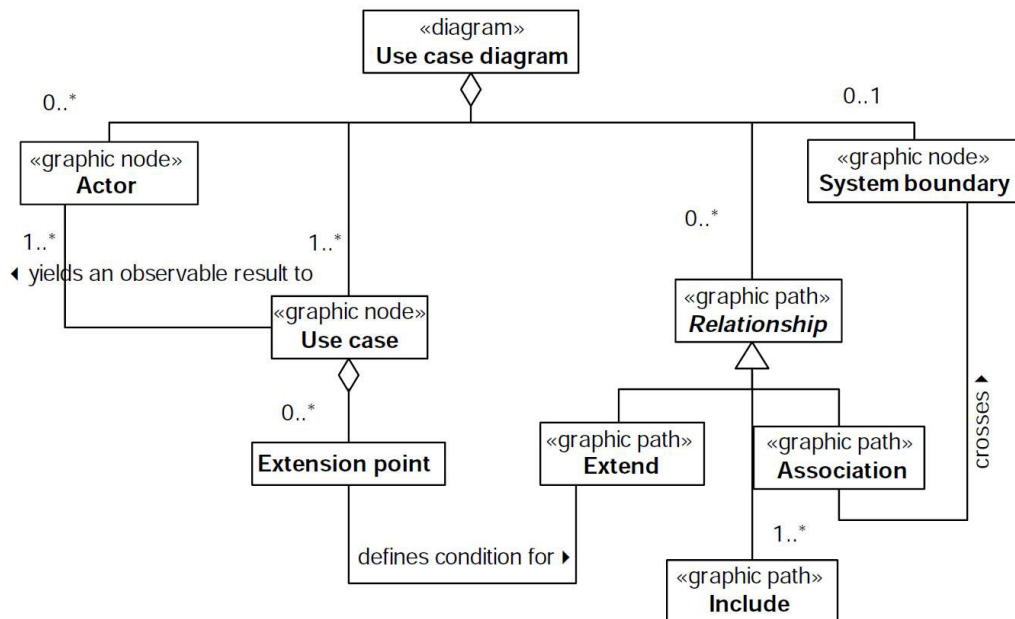 «diagram»
Use case diagram
0..*
0..1
«graphic node»
Actor
«graphic node»
System boundary
1..*
1..*
0..*
◂ yields an observable result to
«graphic node»
Use case
«graphic path»
Relationship
0..*
crosses ▸
Extension point
«graphic path»
Extend
«graphic path»
Association
defines condition for ▸
1..*
«graphic path»
Include